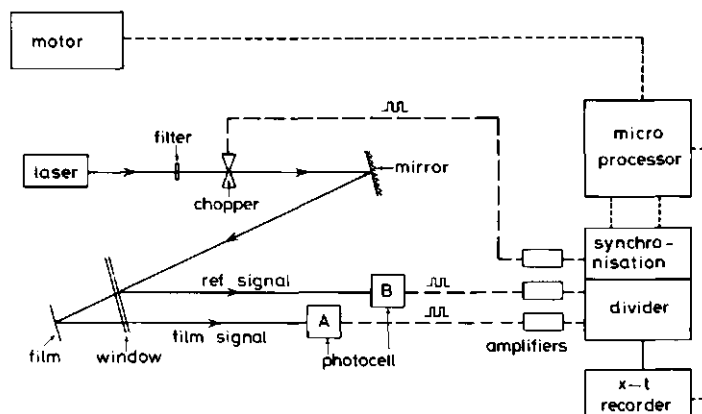 motor
micro
processor
filter
laser
mirror
chopper
synchro-
nisation
ref signal
B
divider
A
film signal
film
window
photocell
amplifiers
x-t
recorder